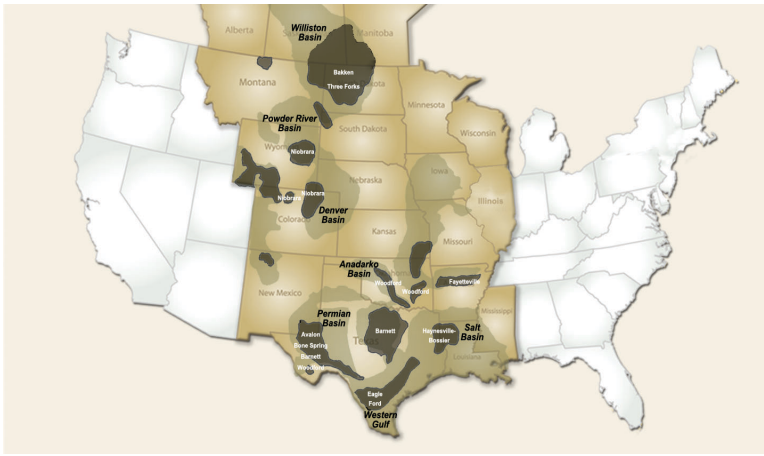 Williston
Basin
Alberta
Manitoba
Bakken
Three Forks
Montana
Minnesota
Powder River
Basin
South Dakota
Wisconsin
Niobrara
Nebraska
Iowa
Niobrara
Niobrara
Illinois
Denver
Basin
Colorado
Kansas
Missouri
Anadarko
Basin
Woodford
Woodford
Fayetteville
New Mexico
Permian
Basin
Mississippi
Avalon
Bone Spring
Barnett
Woodford
Barnett
Texas
Haynesville-
Bossier
Salt
Basin
Louisiana
Eagle
Ford
Western
Gulf